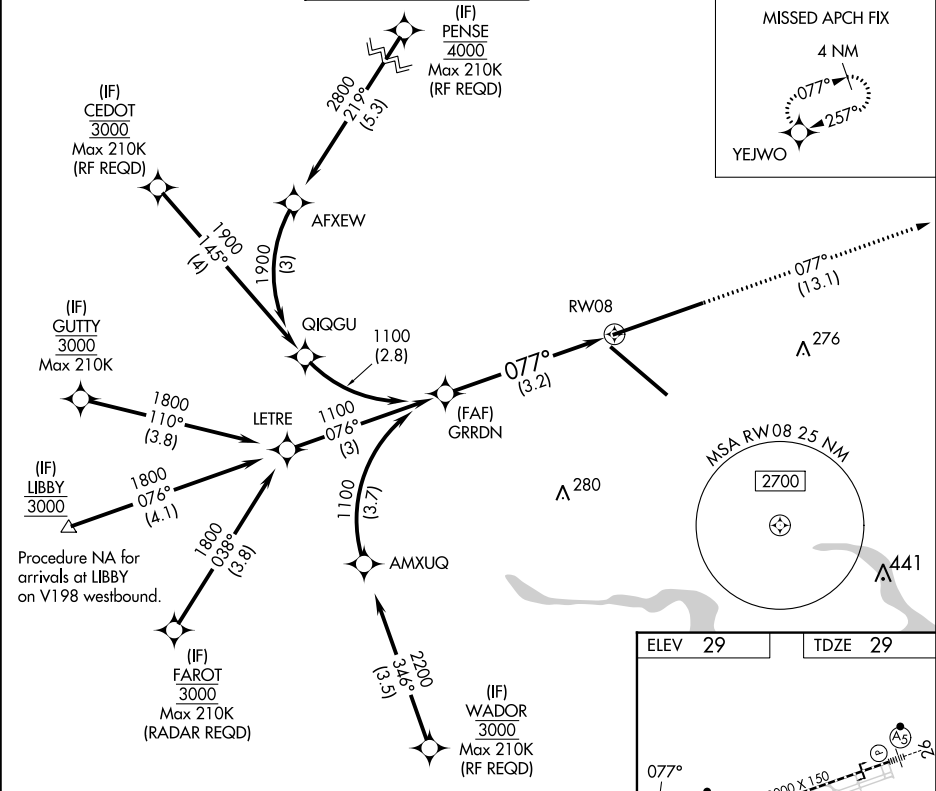 (IF)
PENSE
4000
Max 210K
(RF REQD)
MISSED APCH FIX
4 NM
077°
257°
YEJWO
(IF)
CEDOT
3000
Max 210K
(RF REQD)
2800
219°
(5.3)
AFXEW
1900
145°
(4)
1900
(3)
077°
(13.1)
(IF)
GUTTY
3000
Max 210K
QIQGU
1100
(2.8)
RW08
276
077°
(3.2)
1800
110°
(3.8)
LETRE
1100
076°
(3)
(FAF)
GRRDN
MSA RW08 25 NM
2700
(IF)
LIBBY
3000
1800
076°
(4.1)
1100
(3.7)
280
1800
038°
(3.8)
AMXUQ
441
Procedure NA for
arrivals at LIBBY
on V198 westbound.
(IF)
FAROT
3000
Max 210K
(RADAR REQD)
2200
346°
(3.5)
(IF)
WADOR
3000
Max 210K
(RF REQD)
ELEV 29
TDZE 29
P
A5
26
077°
000 X 150